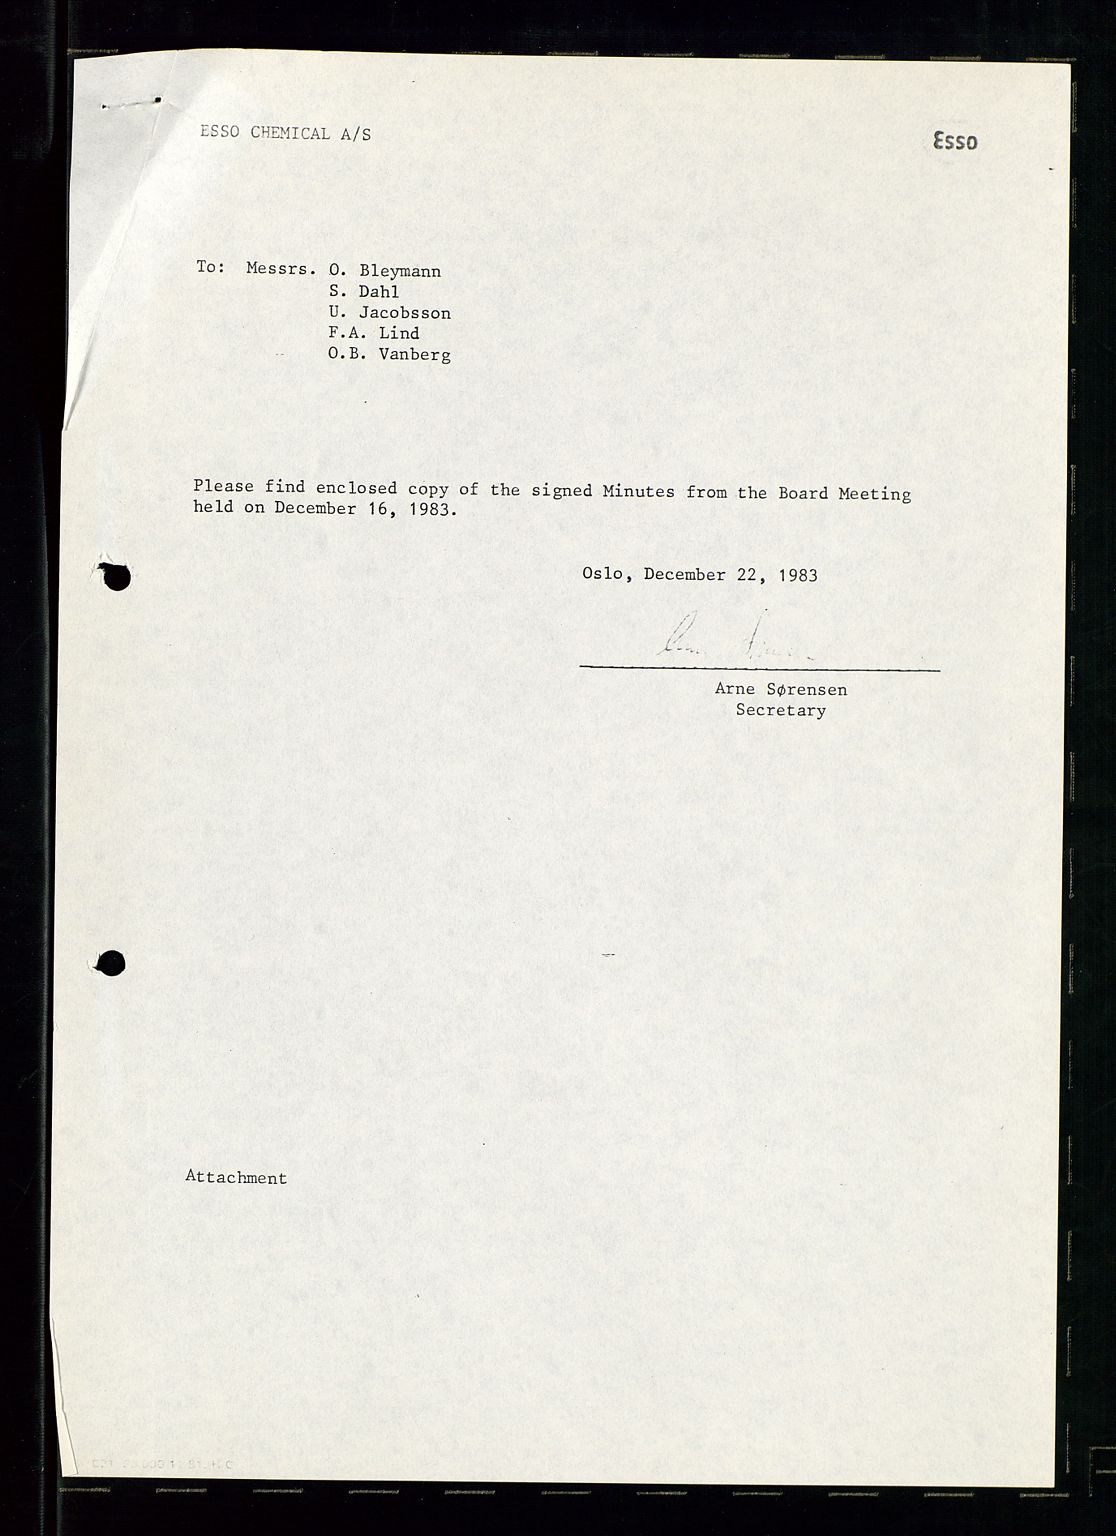 ESSO CHEMICAL A/S
Esso
To: Messrs. O. Bleymann
S. Dahl
U. Jacobsson
F.A. Lind
O.B. Vanberg
Please find enclosed copy of the signed Minutes from the Board Meeting
held on December 16, 1983.
Oslo, December 22, 1983
Arne Sørensen
Secretary
Attachment